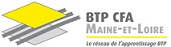 BTP CFA
MAINE-ET-LOIRE
Le réseau de l'apprentissage BTP